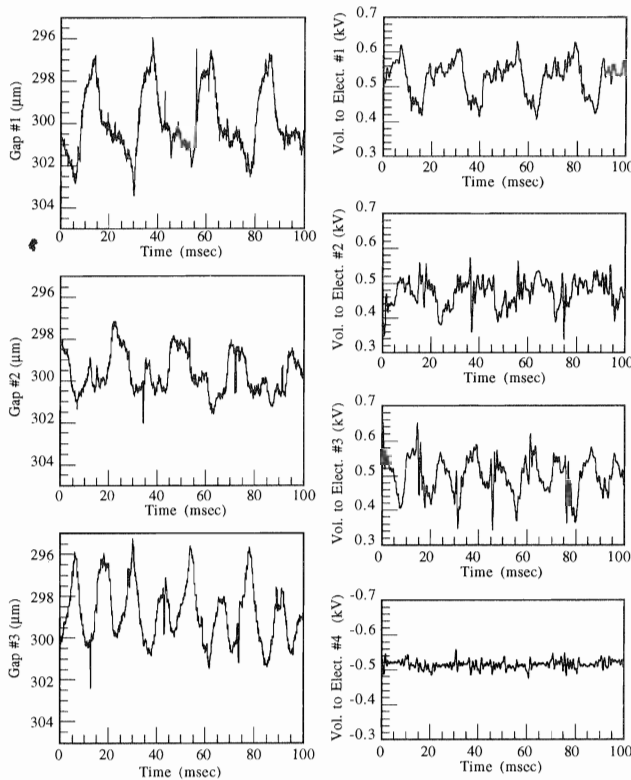 296
298
300
302
304
Gap #1 (µm)
0 20 40 60 80 100
Time (msec)
296
298
300
302
304
Gap #2 (µm)
0 20 40 60 80 100
Time (msec)
296
298
300
302
304
Gap #3 (µm)
0 20 40 60 80 100
Time (msec)
0.7
0.6
0.5
0.4
0.3
Vol. to Elect. #1 (kV)
0 20 40 60 80 100
Time (msec)
0.7
0.6
0.5
0.4
0.3
Vol. to Elect. #2 (kV)
0 20 40 60 80 100
Time (msec)
0.7
0.6
0.5
0.4
0.3
Vol. to Elect. #3 (kV)
0 20 40 60 80 100
Time (msec)
-0.7
-0.6
-0.5
-0.4
-0.3
Vol. to Elect. #4 (kV)
0 20 40 60 80 100
Time (msec)